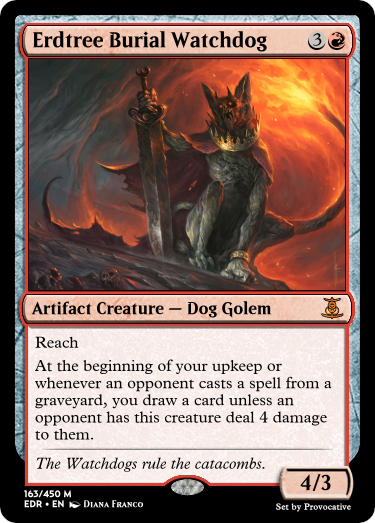 Erdtree Burial Watchdog 3
Artifact Creature — Dog Golem
Reach
At the beginning of your upkeep or
whenever an opponent casts a spell from a
graveyard, you draw a card unless an
opponent has this creature deal 4 damage
to them.
The Watchdogs rule the catacombs.
4/3
163/450 M
EDR • EN Diana Franco
Set by Provocative